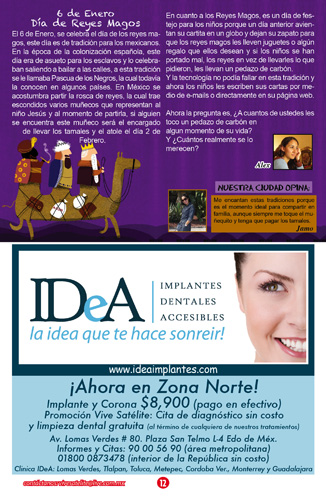 6 de Enero
Día de Reyes Magos
El 6 de Enero, se celebra el día de los reyes ma-
gos, este día es de tradición para los mexicanos.
En la época de la colonización española, este
día era de asueto para los esclavos y lo celebra-
ban saliendo a bailar a las calles, a esta tradición
se le llamaba Pascua de los Negros, la cual todavía
la conocen en algunos países. En México se
acostumbra partir la rosca de reyes, la cual trae
escondidos varios muñecos que representan al
niño Jesús y al momento de partirla, si alguien
se encuentra este muñeco será el encargado
de llevar los tamales y el atole el día 2 de
Febrero.
En cuanto a los Reyes Magos, es un día de fes-
tejo para los niños porque un día anterior avien-
tan su cartita en un globo y dejan su zapato para
que los reyes magos les lleven juguetes o algún
regalo que ellos desean y si los niños se han
portado mal, los reyes en vez de llevarles lo que
pidieron, les llevan un pedazo de carbón.
Y la tecnología no podía fallar en esta tradición y
ahora los niños les escriben sus cartas por me-
dio de e-mails o directamente en su página web.
Ahora la pregunta es, ¿A cuantos de ustedes les
toco un pedazo de carbón en
algun momento de su vida?
Y ¿Cuántos realmente se lo
merecen?
Alex
NUESTRA CIUDAD OPINA:
Me encantan estas tradiciones porque
es el momento ideal para compartir en
familia, aunque siempre me toque el mu-
ñequito y tenga que pagar los tamales.
IDeA
IMPLANTES
DENTALES
ACCESIBLES
la idea que te hace sonreir!
www.ideaimplantes.com
¡Ahora en Zona Norte!
Implante y Corona $8,900 (pago en efectivo)
Promoción Vive Satélite: Cita de diagnóstico sin costo
y limpieza dental gratuita (al término de cualquiera de nuestros tratamientos)
Av. Lomas Verdes # 80. Plaza San Telmo L-4 Edo de Méx.
Informes y Citas: 90 00 56 90 (área metropolitana)
01800 0873478 (interior de la República sin costo)
Clínica IDeA: Lomas Verdes, Tlalpan, Toluca, Metepec, Cordoba Ver., Monterrey y Guadalajara
contáctanos: vivesatelite@live.com.mx
12